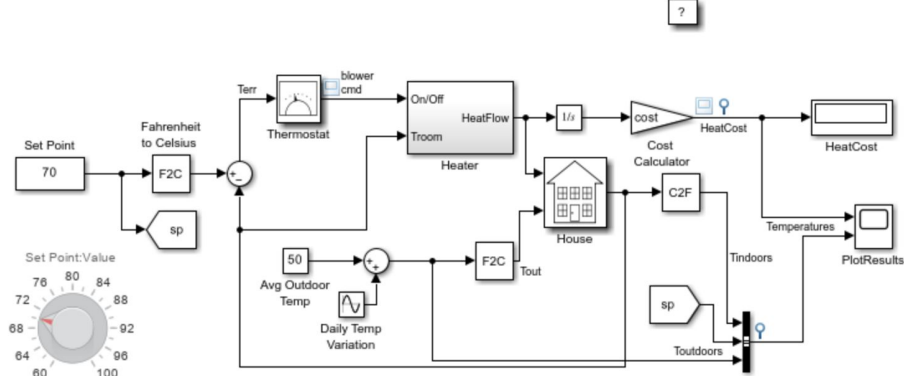 ?
Set Point
70
Fahrenheit
to Celsius
F2C
sp
Terr
+
−
Thermostat
blower
cmd
On/Off
Troom
HeatFlow
Heater
1/s
cost
Cost
Calculator
HeatCost
HeatCost
House
C2F
Temperatures
PlotResults
Tindoors
50
Avg Outdoor
Temp
+
+
Daily Temp
Variation
F2C
Tout
sp
Toutdoors
Set Point:Value
80
76
84
72
88
68
92
64
96
60
100